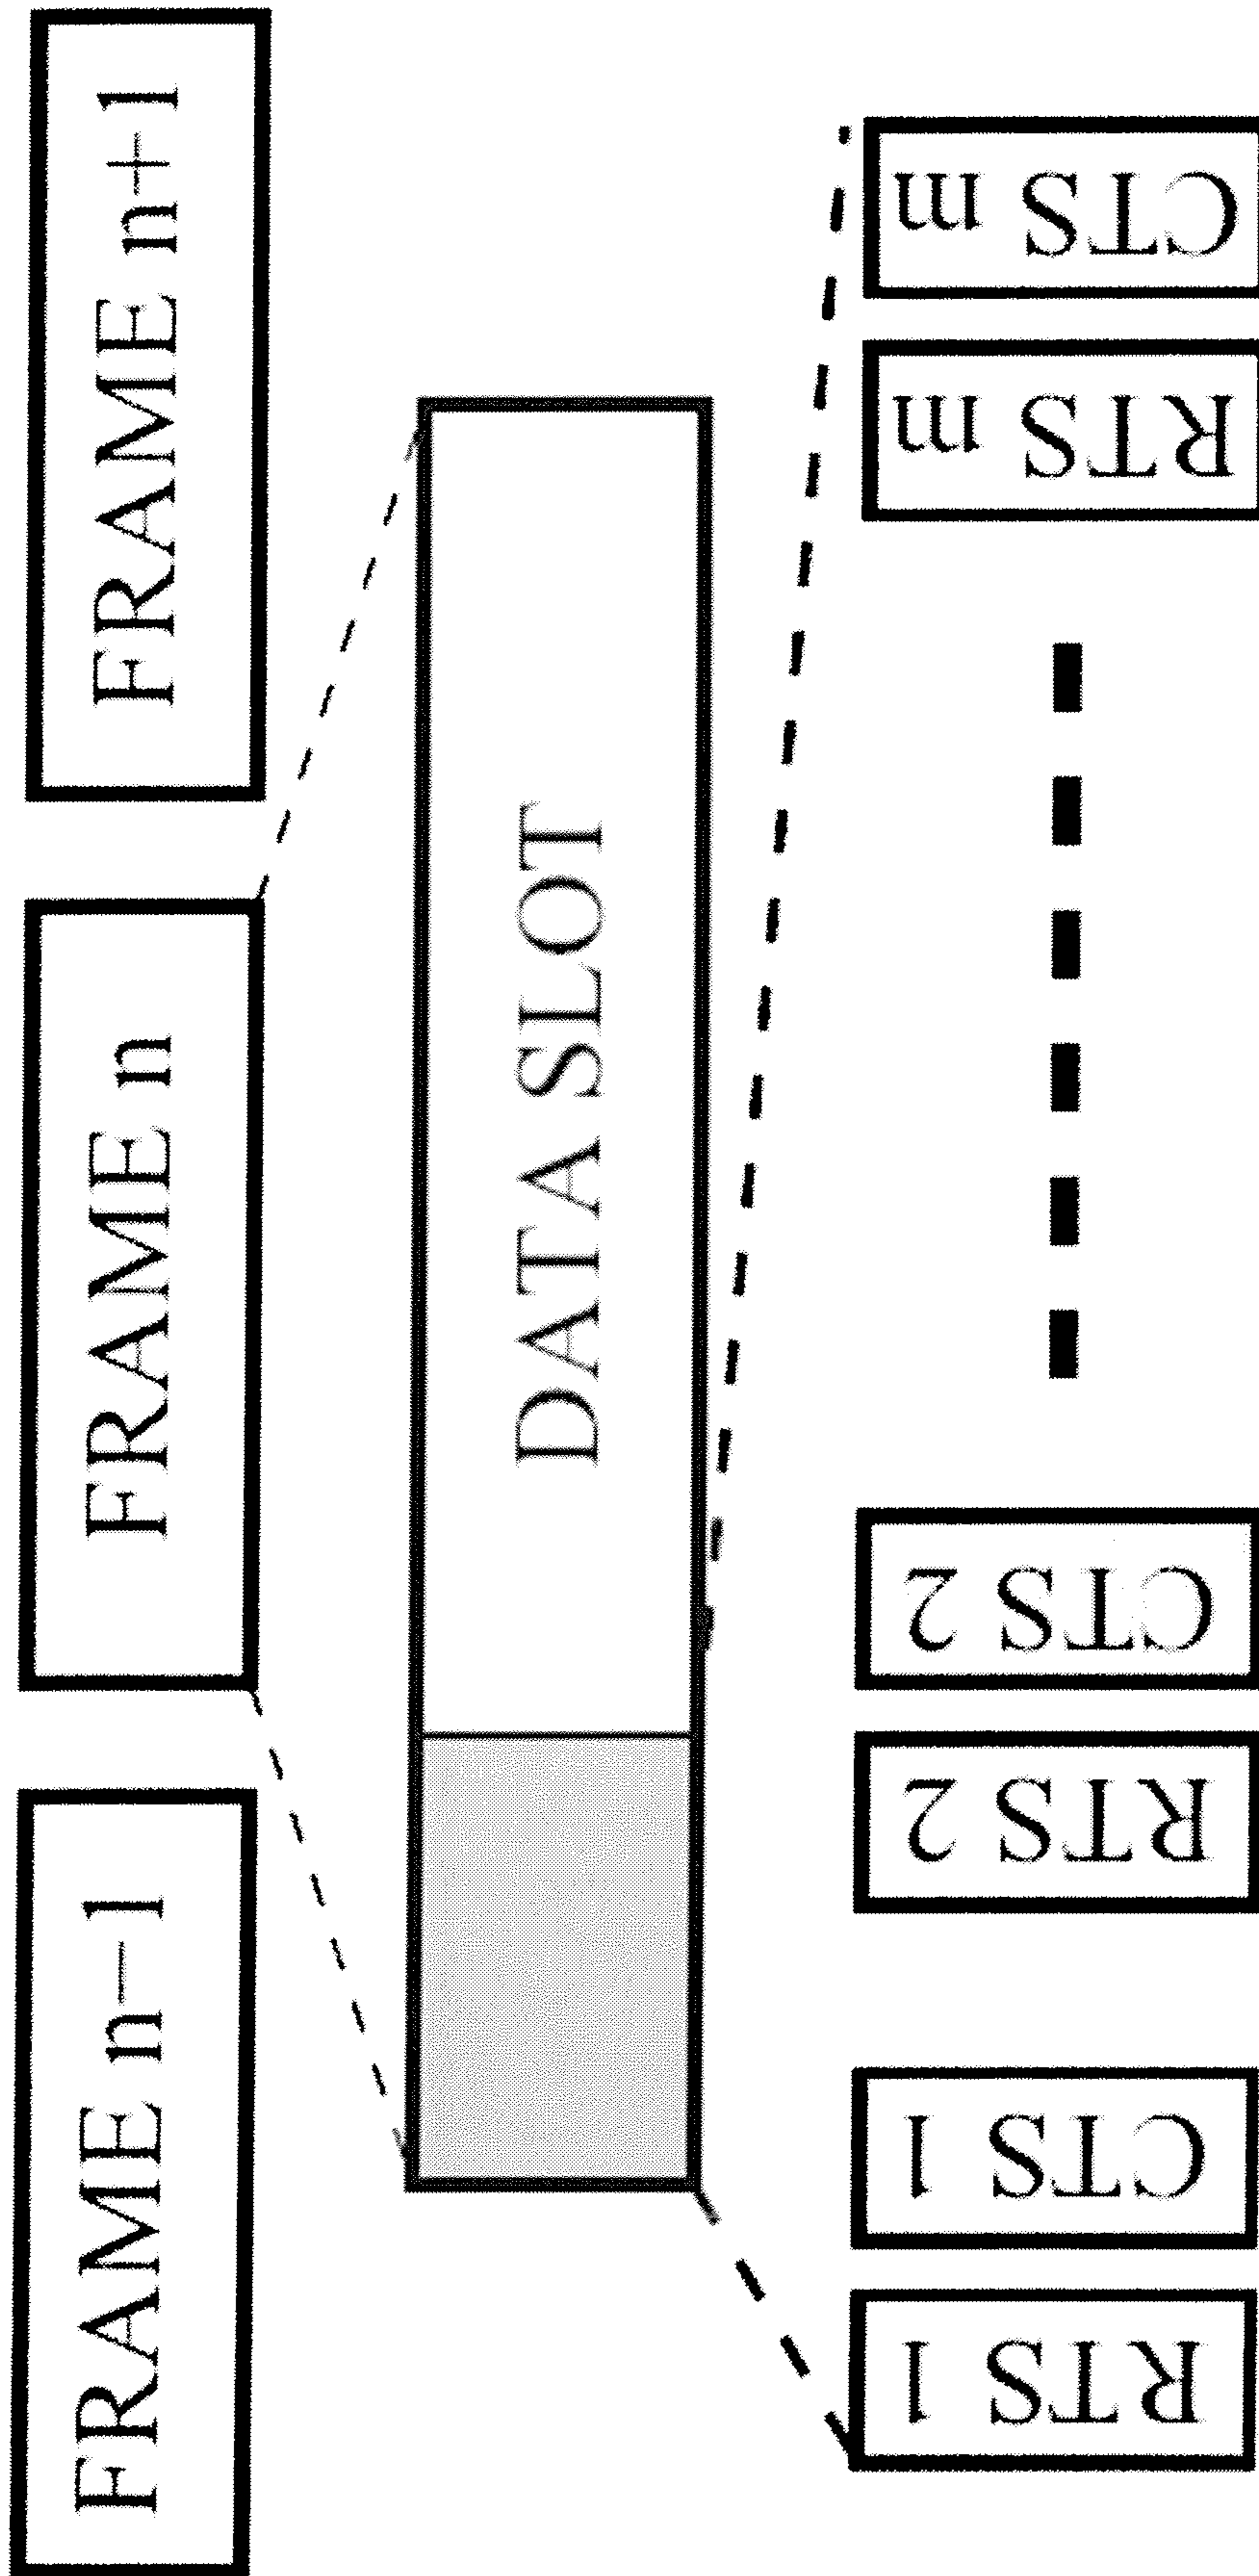 FRAME n−1
FRAME n
FRAME n+1
DATA SLOT
RTS 1
CTS 1
RTS 2
CTS 2
RTS m
CTS m